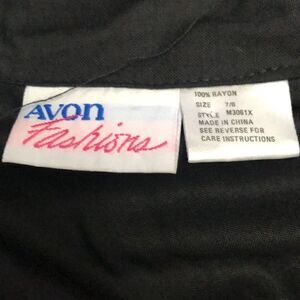 AVON
Fashions
100% RAYON
SIZE 7/8
STYLE M3061X
MADE IN CHINA
SEE REVERSE FOR
CARE INSTRUCTIONS